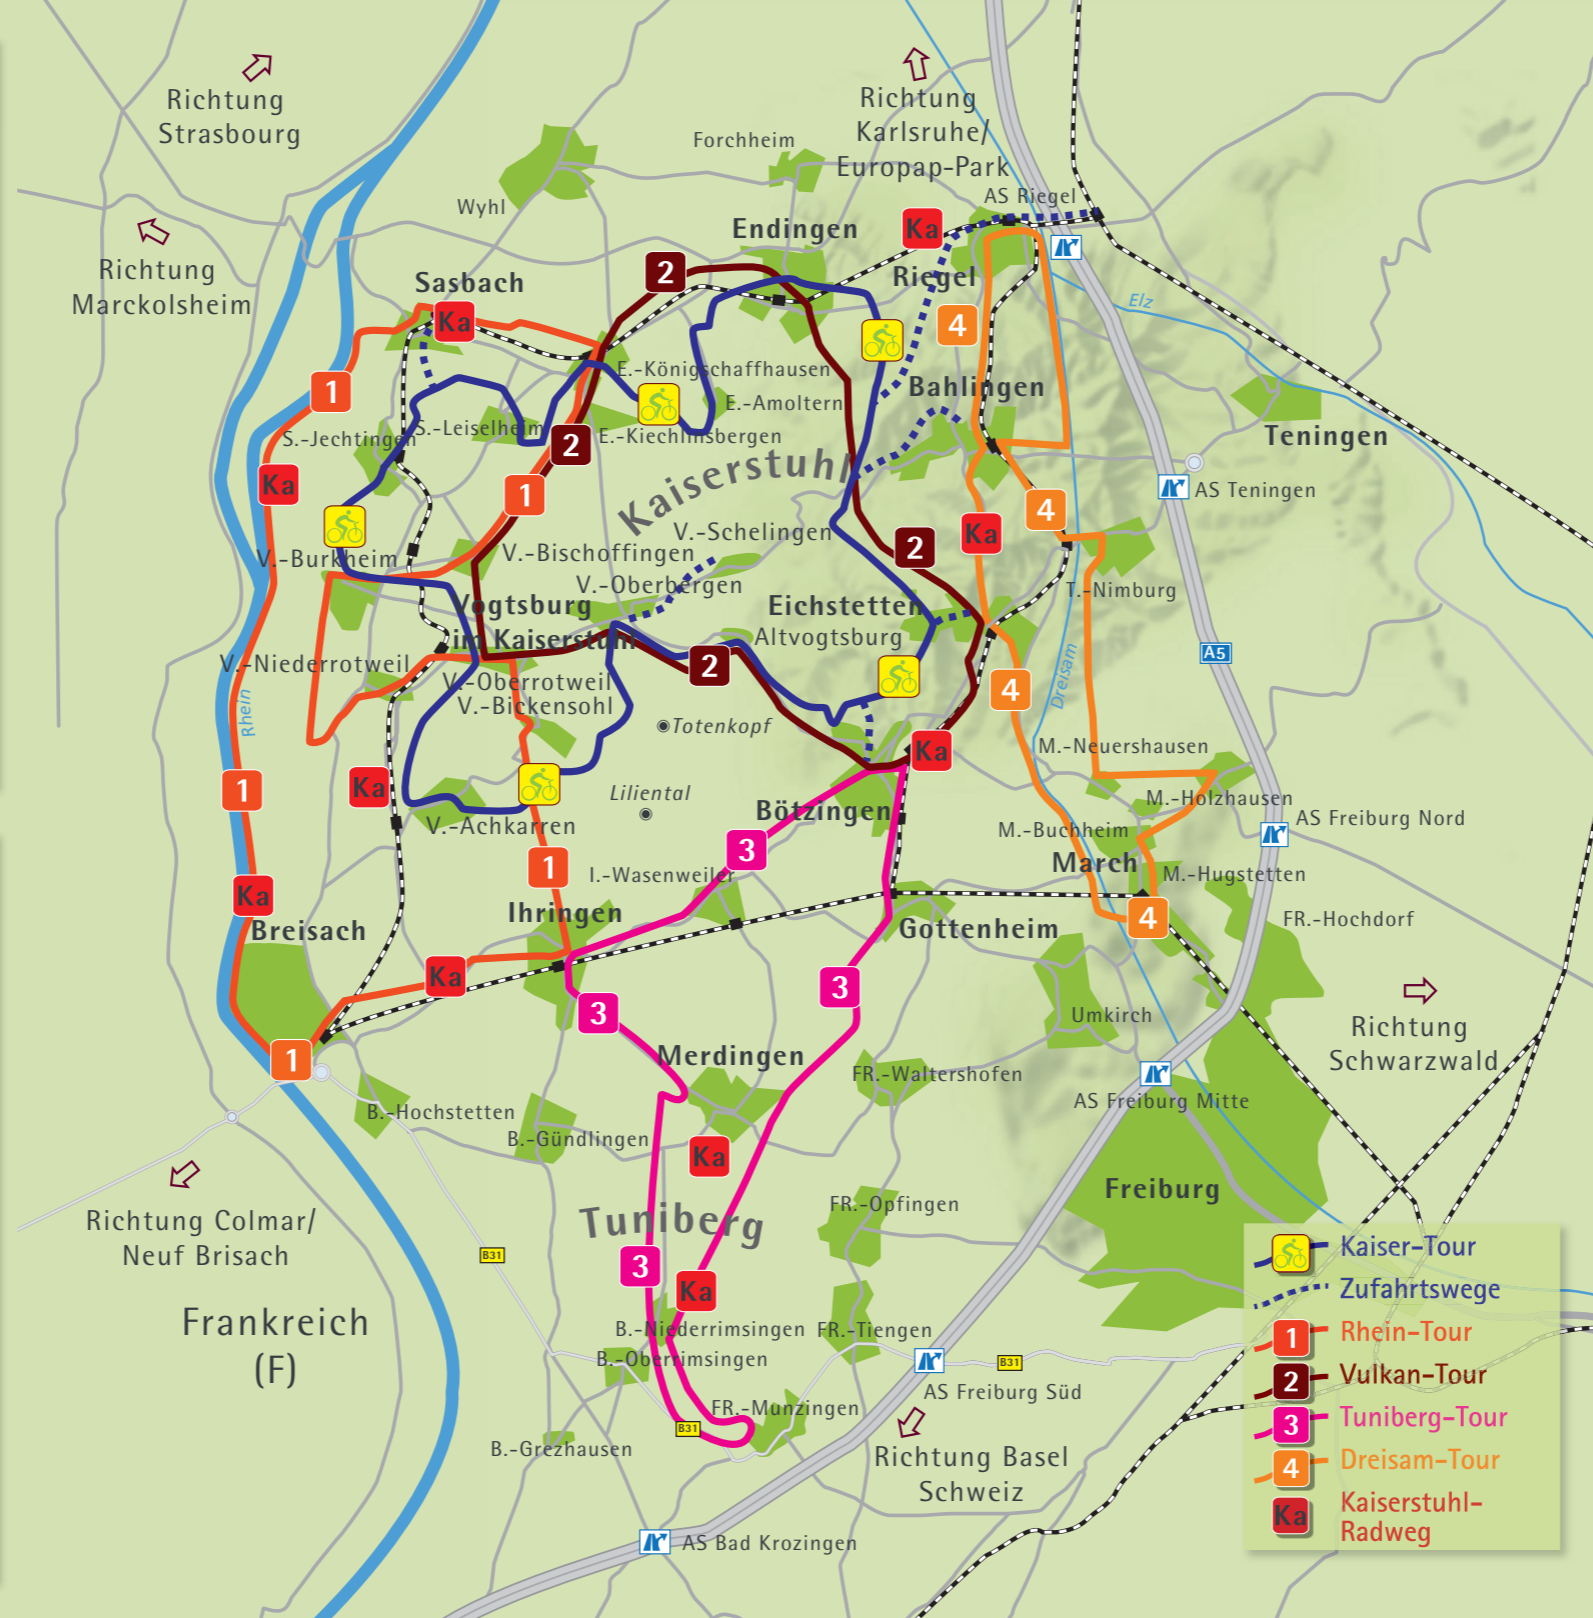 Richtung
Strasbourg
Richtung
Karlsruhe/
Europap-Park
Forchheim
AS Riegel
Wyhl
Endingen
Ka
Richtung
Marckolsheim
Sasbach
2
Riegel
Elz
Ka
4
1
E.-Königschaffhausen
Bahlingen
E.-Amoltern
S.-Jechtingen
S.-Leiselheim
2
E.-Kiechlinsbergen
Teningen
Kaiserstuhl
Ka
1
4
AS Teningen
V.-Burkheim
V.-Bischoffingen
V.-Schelingen
2
Ka
V.-Oberbergen
T.-Nimburg
Vogtsburg
im Kaiserstuhl
Eichstetten
Altvogtsburg
A5
V.-Niederrotweil
2
V.-Oberrotweil
V.-Bickensohl
4
Dreisam
Rhein
Totenkopf
Ka
M.-Neuershausen
1
Ka
Liliental
Bötzingen
M.-Holzhausen
V.-Achkarren
M.-Buchheim
AS Freiburg Nord
3
1
I.-Wasenweiler
March
M.-Hugstetten
Ka
Ihringen
4
FR.-Hochdorf
Breisach
Gottenheim
Ka
3
3
Umkirch
Richtung
Schwarzwald
1
Merdingen
FR.-Waltershofen
AS Freiburg Mitte
B.-Hochstetten
B.-Gündlingen
Ka
Freiburg
Richtung Colmar/
Neuf Brisach
Tuniberg
FR.-Opfingen
B31
3
Ka
Frankreich
(F)
B.-Niederrimsingen
FR.-Tiengen
B.-Oberrimsingen
B31
AS Freiburg Süd
FR.-Munzingen
B31
B.-Grezhausen
Richtung Basel
Schweiz
AS Bad Krozingen
Kaiser-Tour
Zufahrtswege
1 Rhein-Tour
2 Vulkan-Tour
3 Tuniberg-Tour
4 Dreisam-Tour
Ka Kaiserstuhl-
Radweg